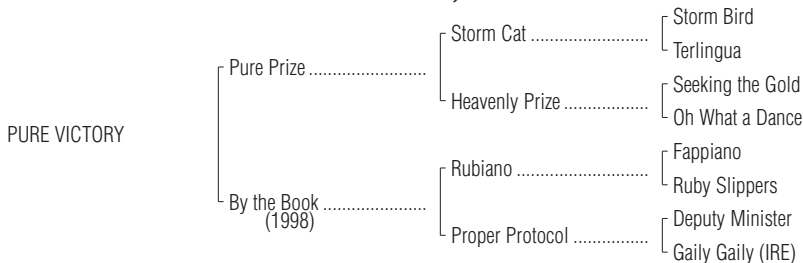 Storm Bird
Storm Cat ..............................
Terlingua
Pure Prize ..............................
Seeking the Gold
Heavenly Prize .....................
Oh What a Dance
PURE VICTORY
Fappiano
Rubiano .................................
Ruby Slippers
By the Book ..........................
(1998)
Deputy Minister
Proper Protocol ...................
Gaily Gaily (IRE)